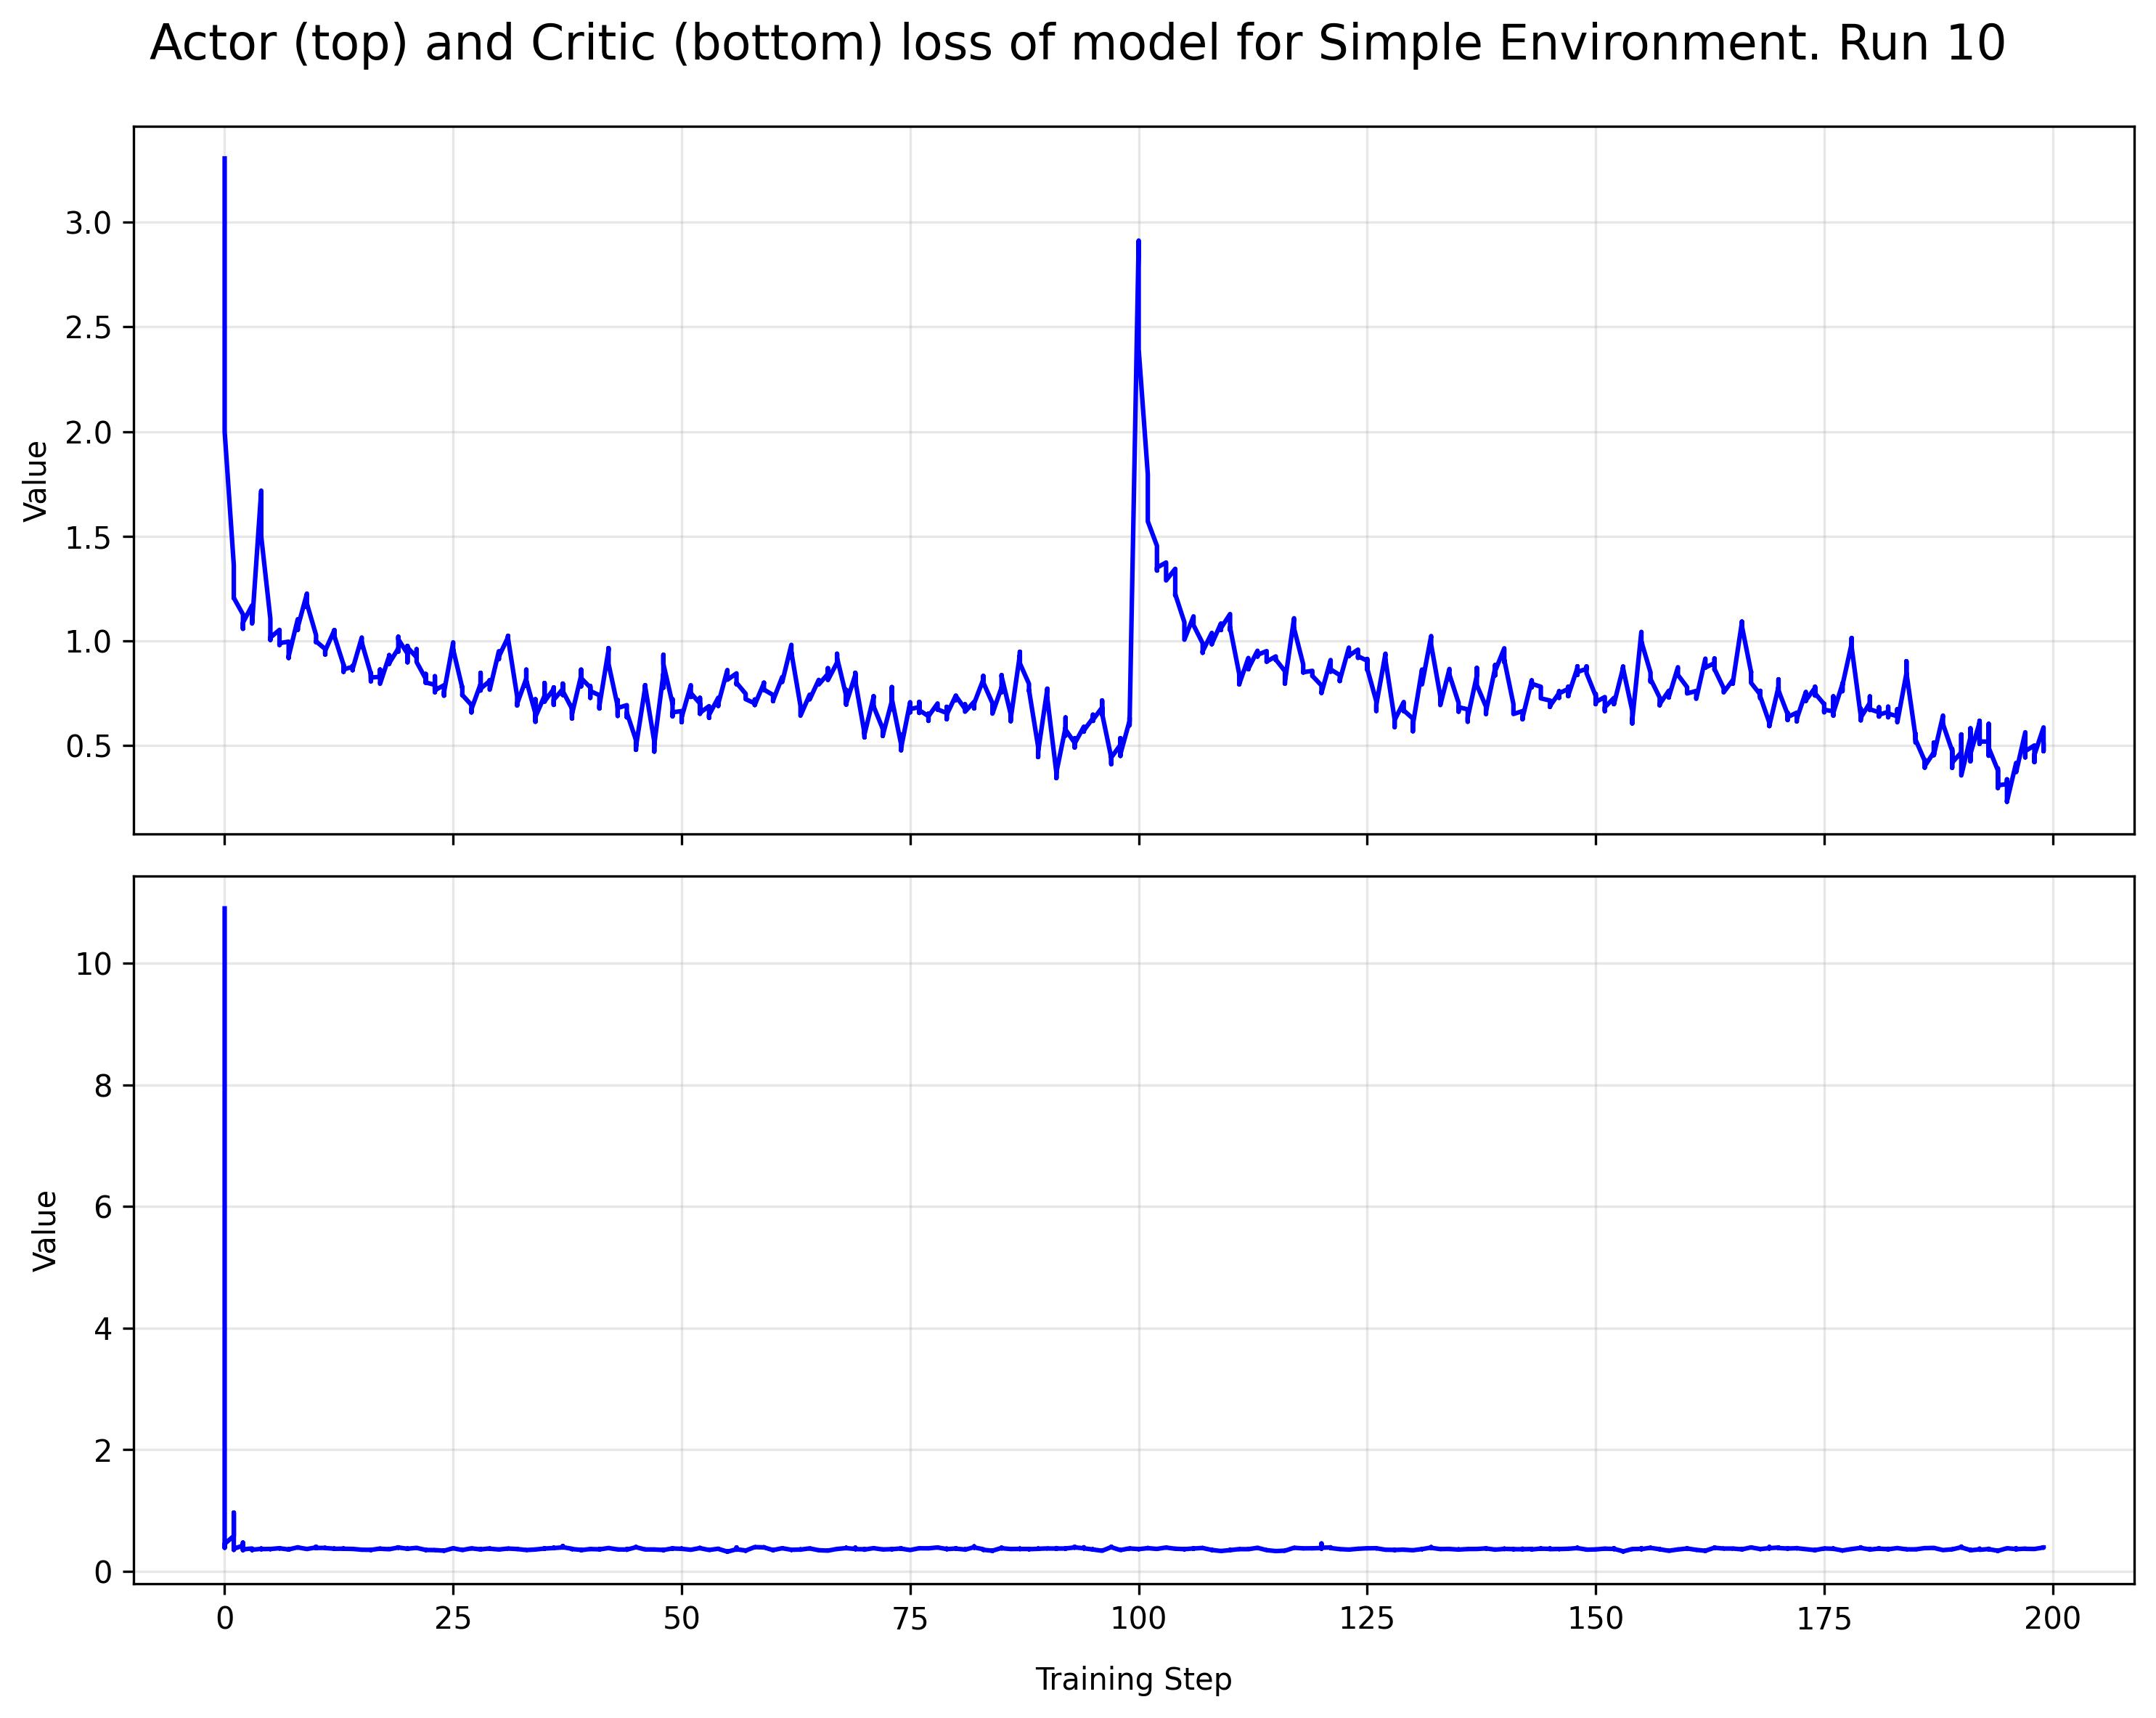 Actor (top) and Critic (bottom) loss of model for Simple Environment. Run 10
3.0
2.5
2.0
1.5
1.0
0.5
Value
10
8
6
4
2
0
Value
0 25 50 75 100 125 150 175 200
Training Step